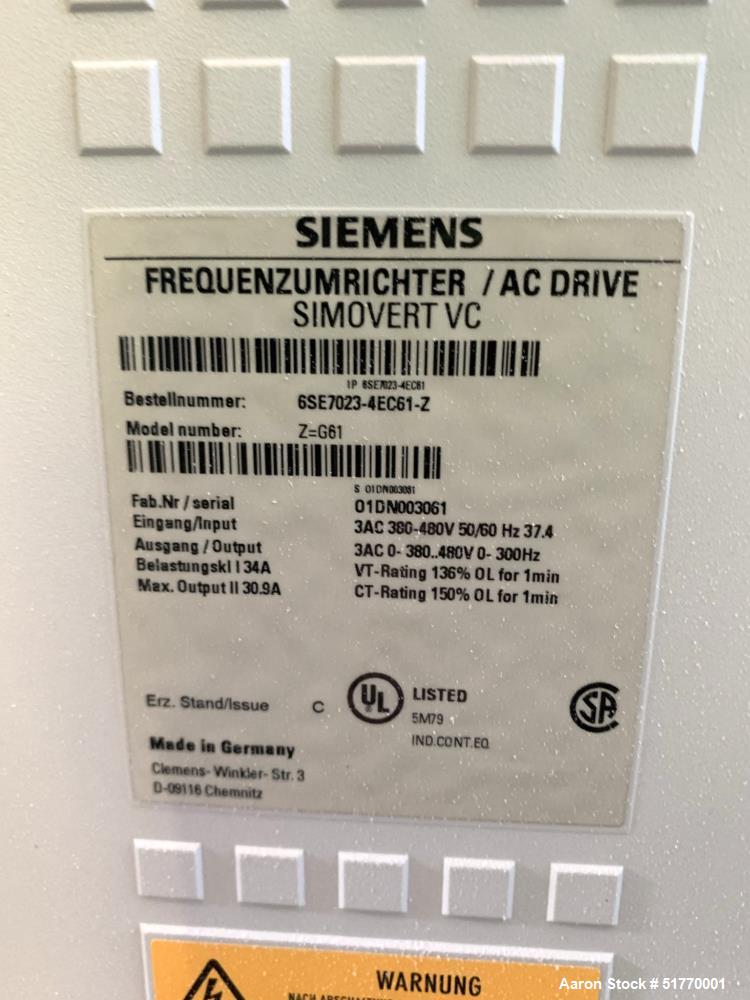 SIEMENS
FREQUENZUMRICHTER / AC DRIVE
SIMOVERT VC
1P 6SE7023-4EC61
Bestellnummer: 6SE7023-4EC61-Z
Model number: Z=G61
S 01DN003061
Fab.Nr / serial 01DN003061
Eingang/Input 3AC 380-480V 50/60 Hz 37.4
Ausgang / Output 3AC 0- 380..480V 0- 300Hz
Belastungskl I 34A VT-Rating 136% OL for 1min
Max. Output II 30.9A CT-Rating 150% OL for 1min
Erz. Stand/Issue C UL LISTED SA
5M79
IND.CONT.EQ
Made in Germany
Clemens- Winkler- Str. 3
D-09116 Chemnitz
WARNUNG
Aaron Stock # 51770001